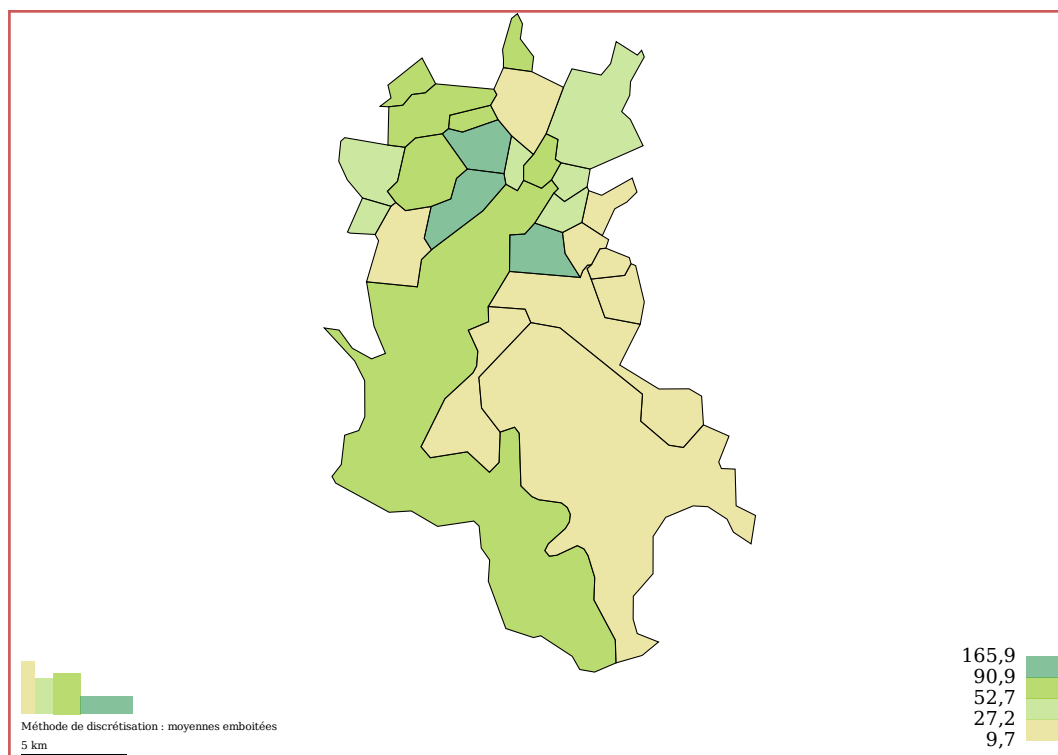 165,9
90,9
52,7
27,2
9,7
Méthode de discrétisation : moyennes emboitées
5 km